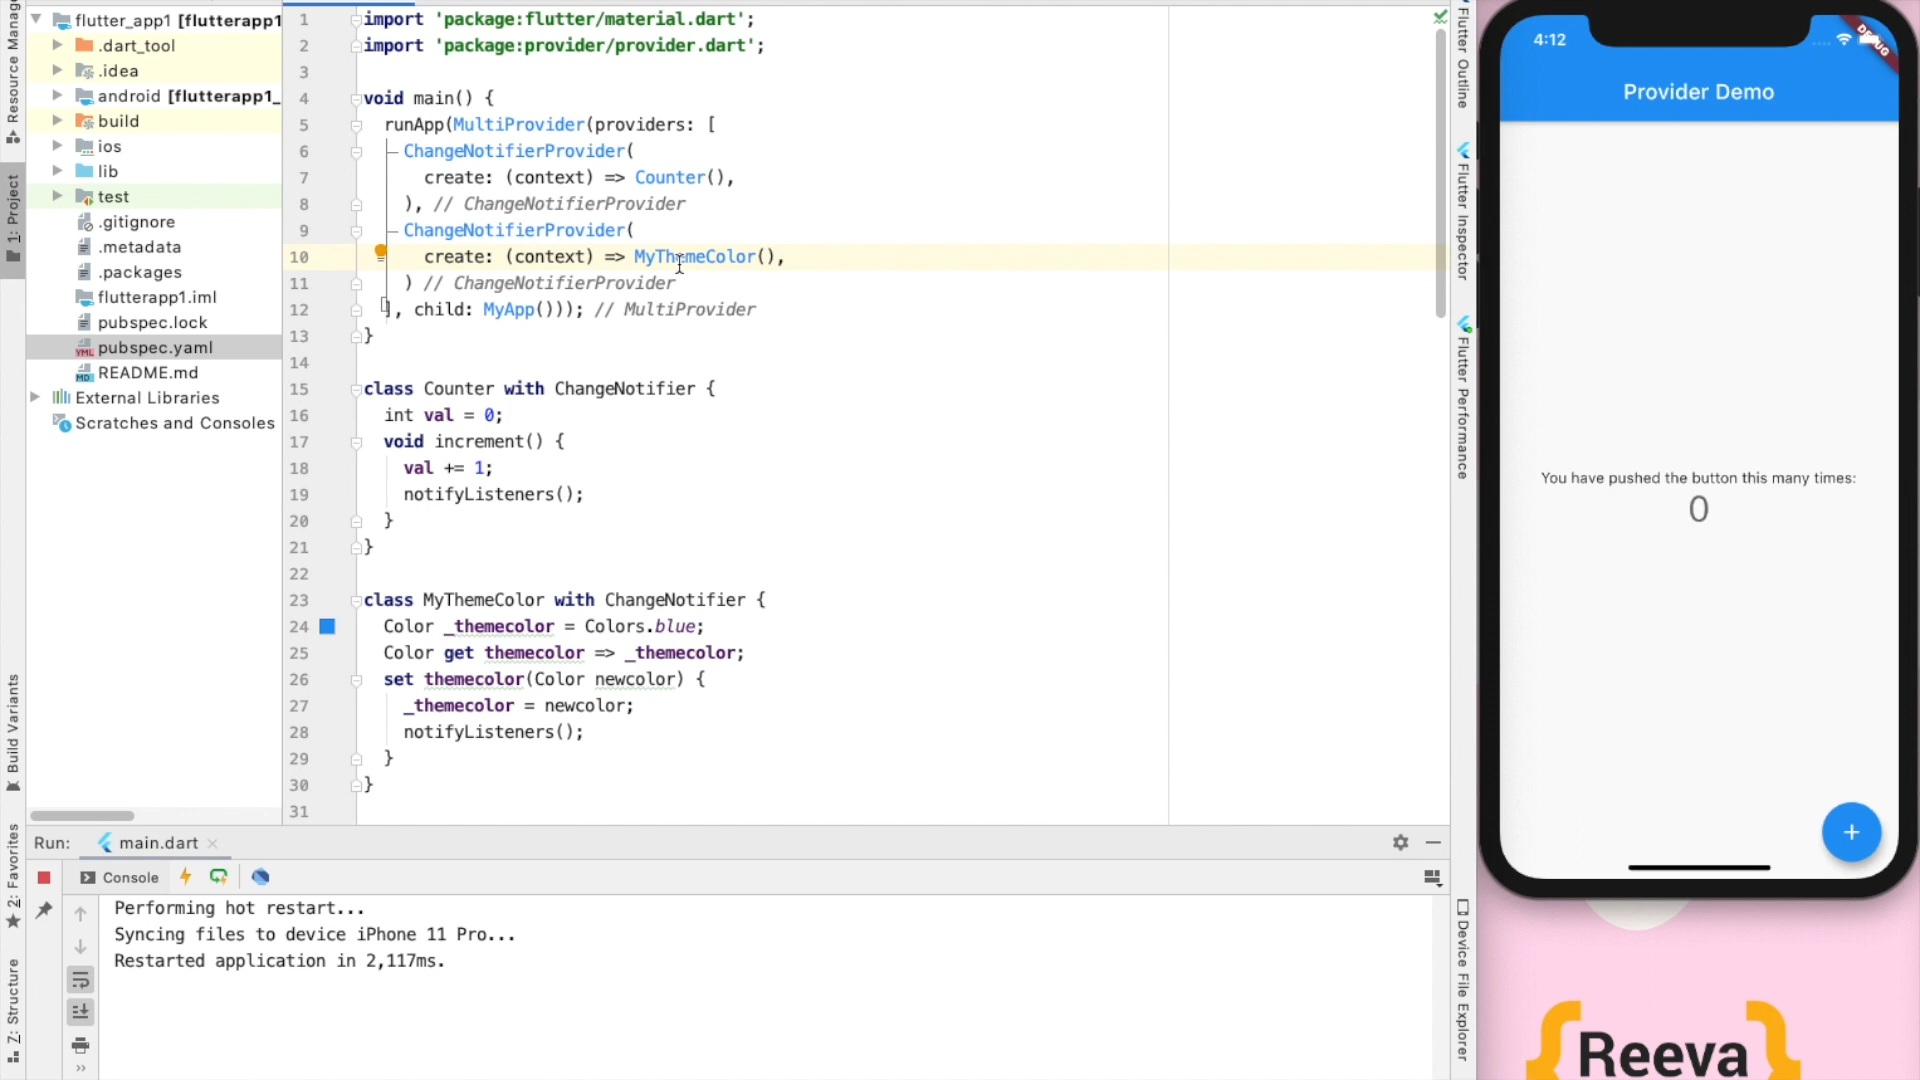 Resource Manag
1: Project
Build Variants
2: Favorites
7: Structure
flutter_app1 [flutterapp1
.dart_tool
.idea
android [flutterapp1_
build
ios
lib
test
.gitignore
.metadata
.packages
flutterapp1.iml
pubspec.lock
pubspec.yaml
README.md
External Libraries
Scratches and Consoles
1 import 'package:flutter/material.dart';
2 import 'package:provider/provider.dart';
3
4 void main() {
5 runApp(MultiProvider(providers: [
6 ChangeNotifierProvider(
7 create: (context) => Counter(),
8 ), // ChangeNotifierProvider
9 ChangeNotifierProvider(
10 create: (context) => MyThemeColor(),
11 ) // ChangeNotifierProvider
12 ], child: MyApp())); // MultiProvider
13 }
14
15 class Counter with ChangeNotifier {
16 int val = 0;
17 void increment() {
18 val += 1;
19 notifyListeners();
20 }
21 }
22
23 class MyThemeColor with ChangeNotifier {
24 Color _themecolor = Colors.blue;
25 Color get themecolor => _themecolor;
26 set themecolor(Color newcolor) {
27 _themecolor = newcolor;
28 notifyListeners();
29 }
30 }
31
Flutter Outline
Flutter Inspector
Flutter Performance
Device File Explorer
Run: main.dart
Console
Performing hot restart...
Syncing files to device iPhone 11 Pro...
Restarted application in 2,117ms.
4:12
DEBUG
Provider Demo
You have pushed the button this many times:
0
+
{Reeva}